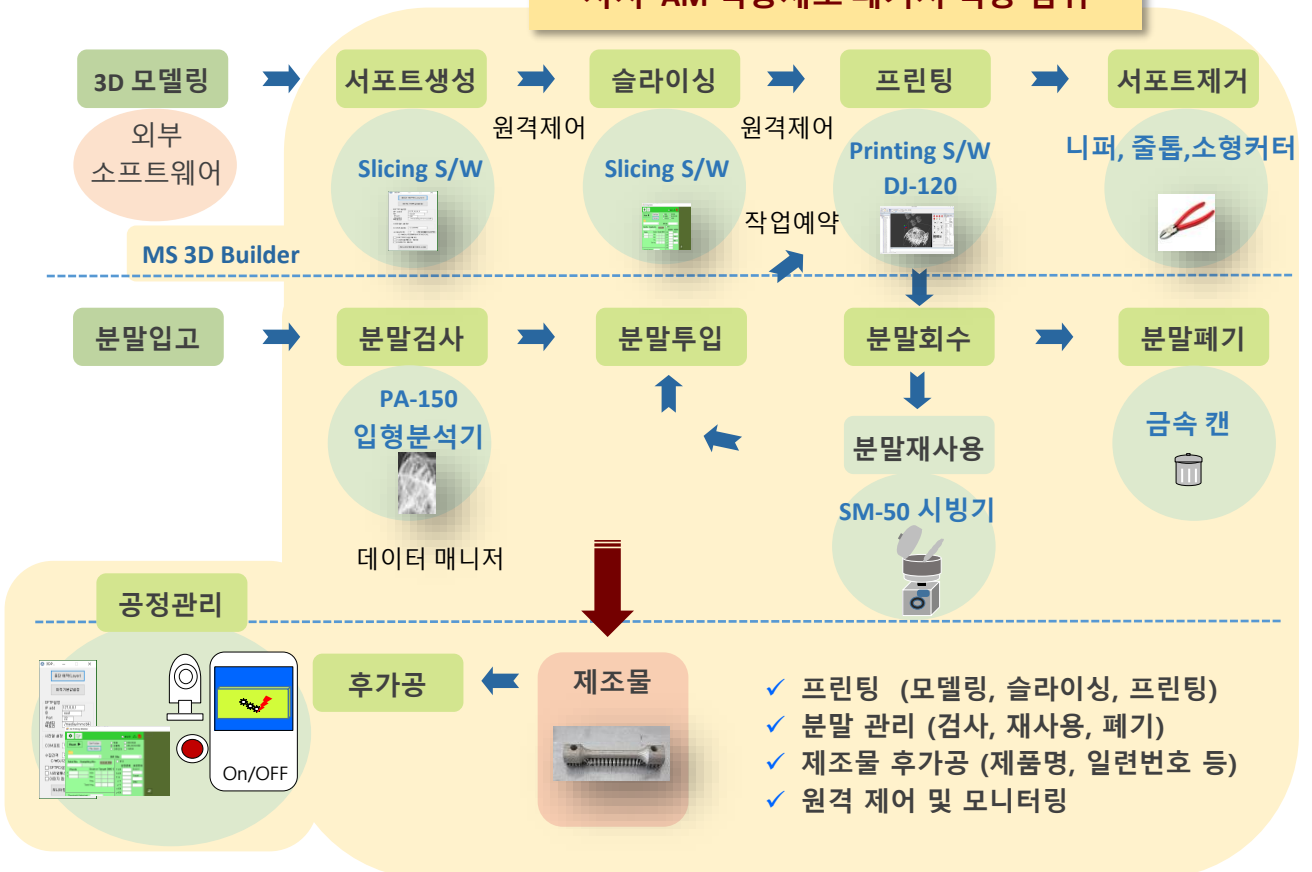 3D 모델링
서포트생성
슬라이싱
프린팅
서포트제거
외부
소프트웨어
원격제어
원격제어
Slicing S/W
Slicing S/W
Printing S/W
DJ-120
니퍼, 줄톱,소형커터
작업예약
MS 3D Builder
분말입고
분말검사
분말투입
분말회수
분말폐기
PA-150
입형분석기
분말재사용
금속 캔
SM-50 시빙기
데이터 매니저
공정관리
On/OFF
후가공
제조물
✓ 프린팅 (모델링, 슬라이싱, 프린팅)
✓ 분말 관리 (검사, 재사용, 폐기)
✓ 제조물 후가공 (제품명, 일련번호 등)
✓ 원격 제어 및 모니터링